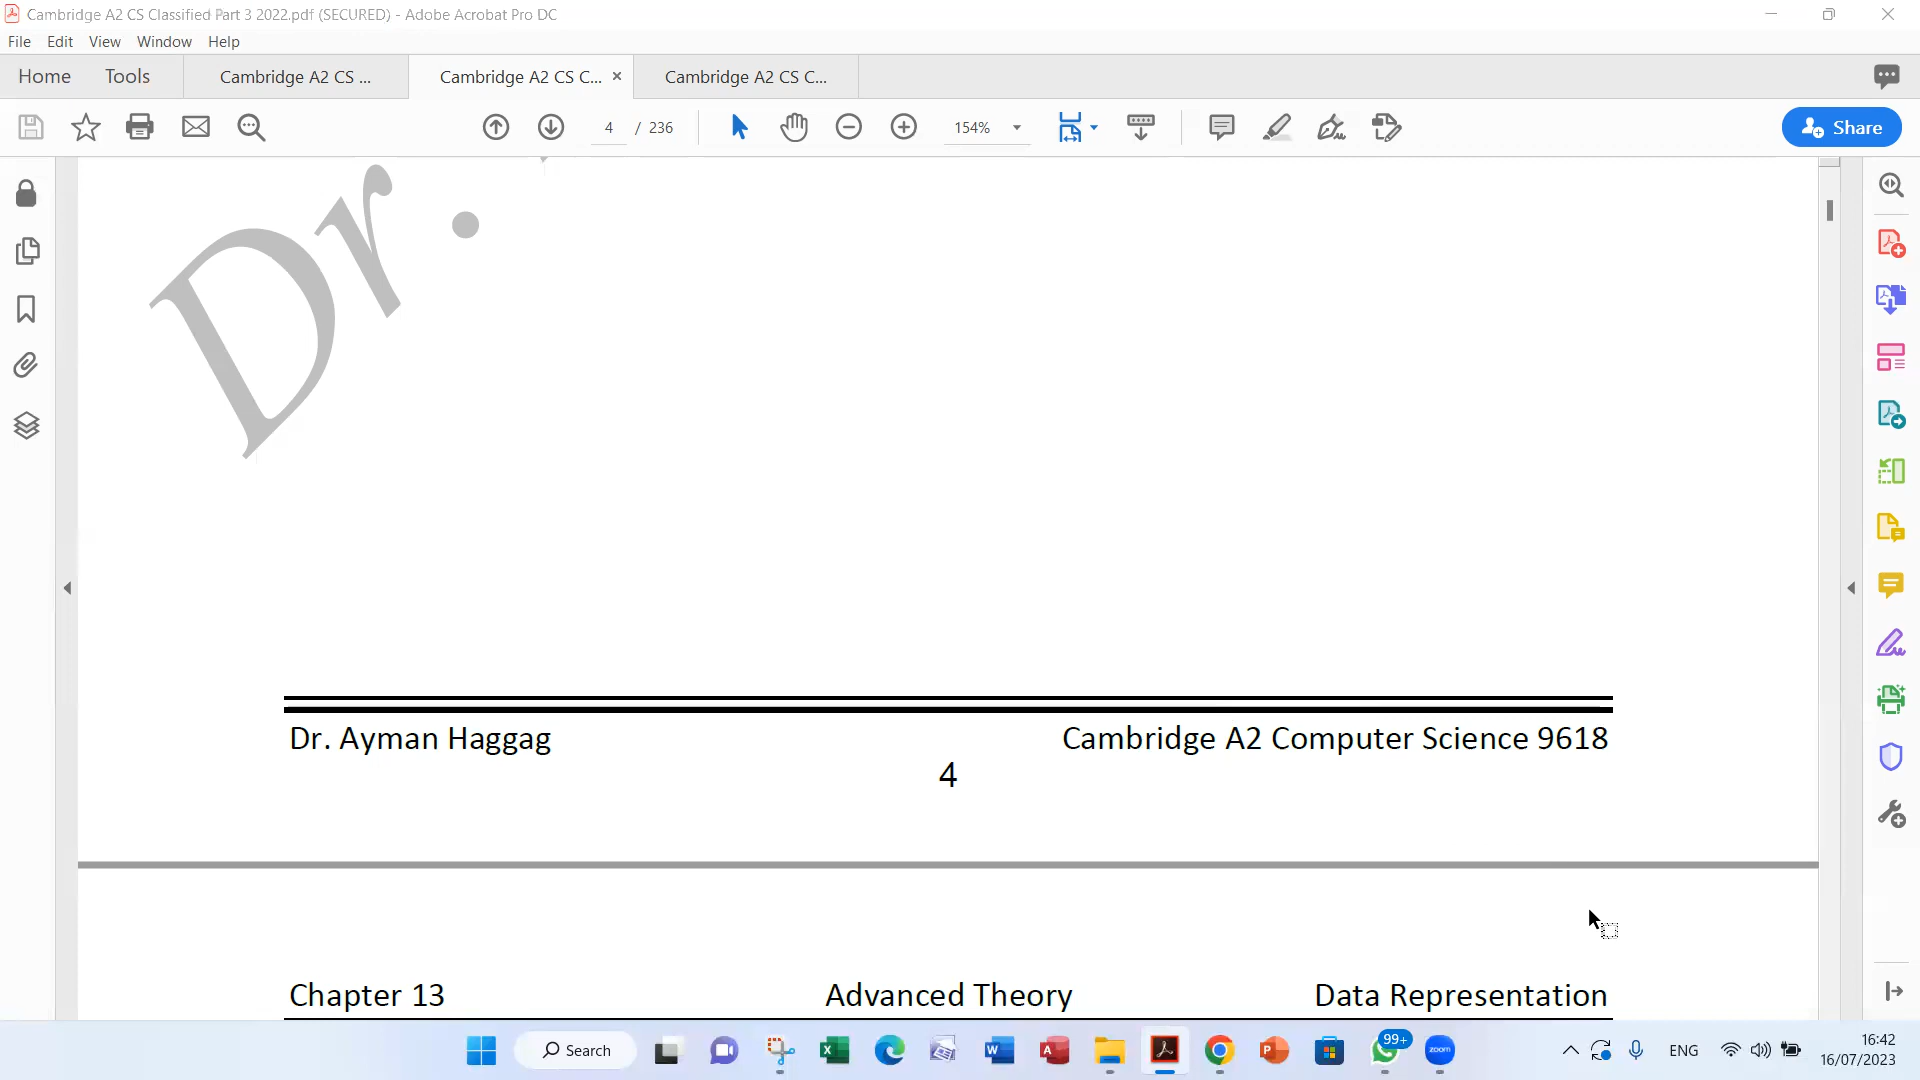 Cambridge A2 CS Classified Part 3 2022.pdf (SECURED) - Adobe Acrobat Pro DC
File Edit View Window Help
Home Tools Cambridge A2 CS ... Cambridge A2 CS C... × Cambridge A2 CS C...
4 / 236 154% Share
Dr.
Dr. Ayman Haggag Cambridge A2 Computer Science 9618
4
Chapter 13 Advanced Theory Data Representation
Search 99+ zoom ENG 16:42
16/07/2023